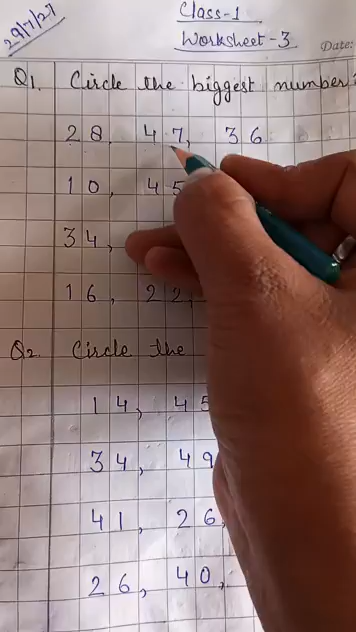 29/7/27
Class-1
Worksheet-3
Date:
Q1. Circle the biggest number:
28, 47, 36
10, 45
34,
16, 22,
Q2. Circle the
14, 45
34, 49
41, 26,
26, 40,